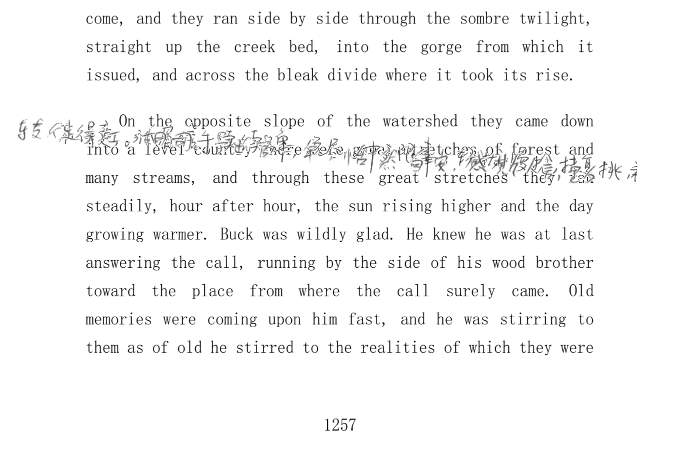 come, and they ran side by side through the sombre twilight,
straight up the creek bed, into the gorge from which it
issued, and across the bleak divide where it took its rise.
On the opposite slope of the watershed they came down
into a level country where were great stretches of forest and
many streams, and through these great stretches they ran
steadily, hour after hour, the sun rising higher and the day
growing warmer. Buck was wildly glad. He knew he was at last
answering the call, running by the side of his wood brother
toward the place from where the call surely came. Old
memories were coming upon him fast, and he was stirring to
them as of old he stirred to the realities of which they were
1257